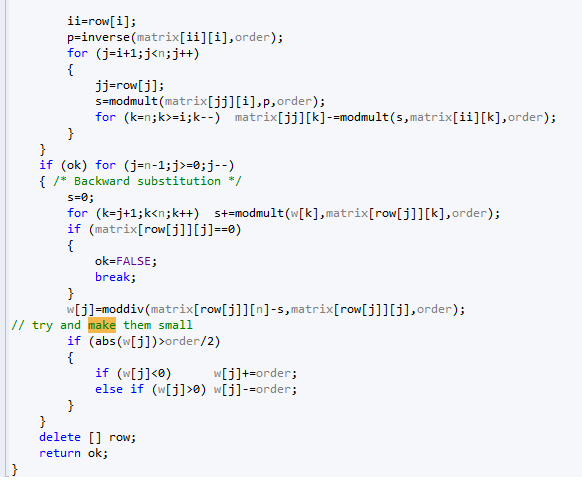 ii=row[i];
p=inverse(matrix[ii][i],order);
for (j=i+1;j<n;j++)
{
jj=row[j];
s=modmult(matrix[jj][i],p,order);
for (k=n;k>=i;k--)  matrix[jj][k]-=modmult(s,matrix[ii][k],order);
}
}
if (ok) for (j=n-1;j>=0;j--)
{ /* Backward substitution */
s=0;
for (k=j+1;k<n;k++)  s+=modmult(w[k],matrix[row[j]][k],order);
if (matrix[row[j]][j]==0)
{
ok=FALSE;
break;
}
w[j]=moddiv(matrix[row[j]][n]-s,matrix[row[j]][j],order);
// try and make them small
if (abs(w[j])>order/2)
{
if (w[j]<0)      w[j]+=order;
else if (w[j]>0) w[j]-=order;
}
}
delete [] row;
return ok;
}